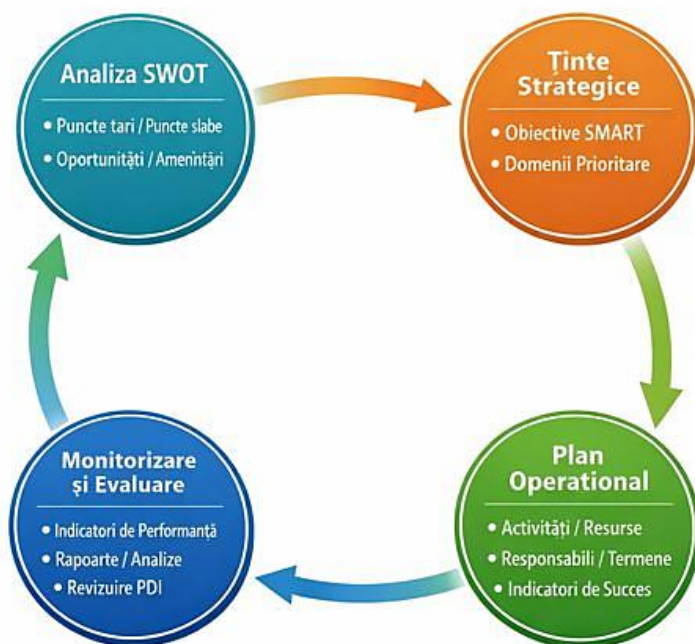 Analiza SWOT
• Puncte tari / Puncte slabe
• Oportunități / Amenințări
Ținte
Strategice
• Obiective SMART
• Domenii Prioritare
Plan
Operational
• Activități / Resurse
• Responsabili / Termene
• Indicatori de Succes
Monitorizare
și Evaluare
• Indicatori de Performanță
• Rapoarte / Analize
• Revizuire PDI